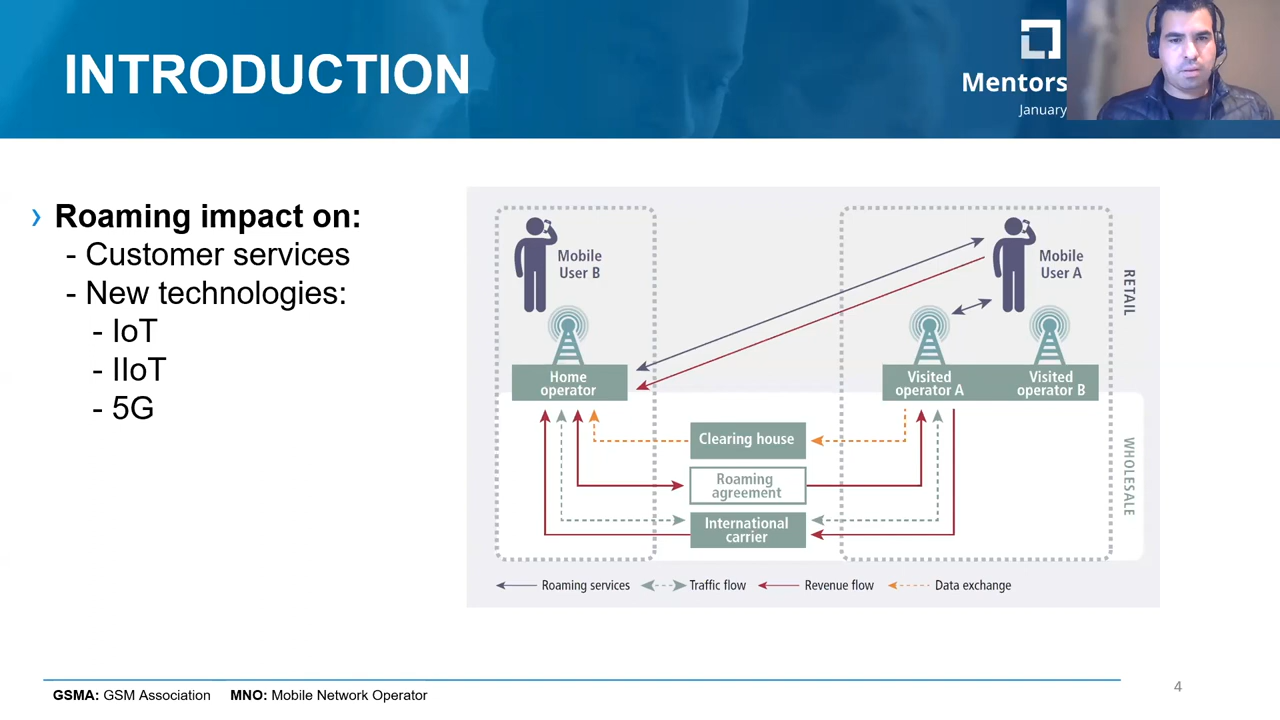 INTRODUCTION
Mentors
January
› Roaming impact on:
- Customer services
- New technologies:
- IoT
- IIoT
- 5G
Mobile
User B
Mobile
User A
RETAIL
Home
operator
Visited
operator A
Visited
operator B
Clearing house
Roaming
agreement
International
carrier
WHOLESALE
Roaming services
Traffic flow
Revenue flow
Data exchange
GSMA: GSM Association MNO: Mobile Network Operator
4